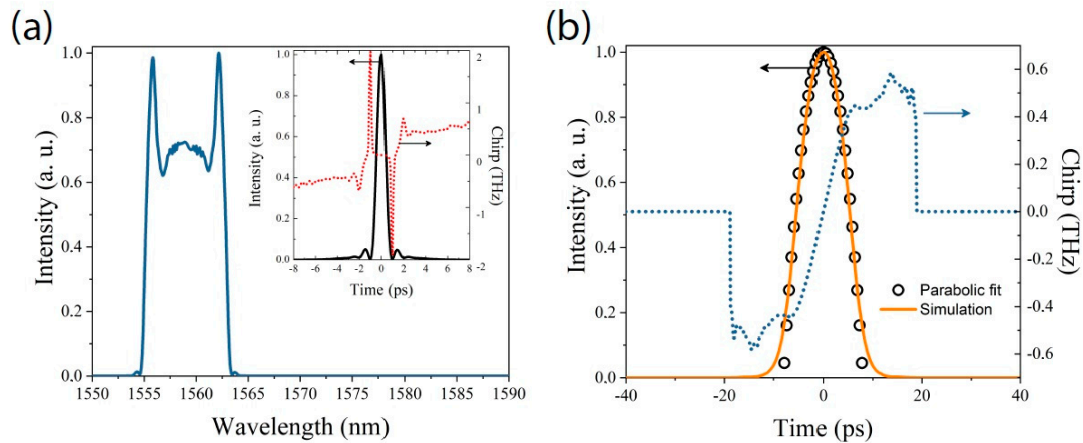 (a)
Intensity (a. u.)
1.0
0.8
0.6
0.4
0.2
0.0
1550 1555 1560 1565 1570 1575 1580 1585 1590
Wavelength (nm)
Intensity (a. u.)
1.0
0.8
0.6
0.4
0.2
0.0
-8 -6 -4 -2 0 2 4 6 8
Time (ps)
2
1
0
-1
-2
Chirp (THz)
(b)
Intensity (a. u.)
1.0
0.8
0.6
0.4
0.2
0.0
-40 -20 0 20 40
Time (ps)
0.6
0.4
0.2
0.0
-0.2
-0.4
-0.6
Chirp (THz)
Parabolic fit
Simulation